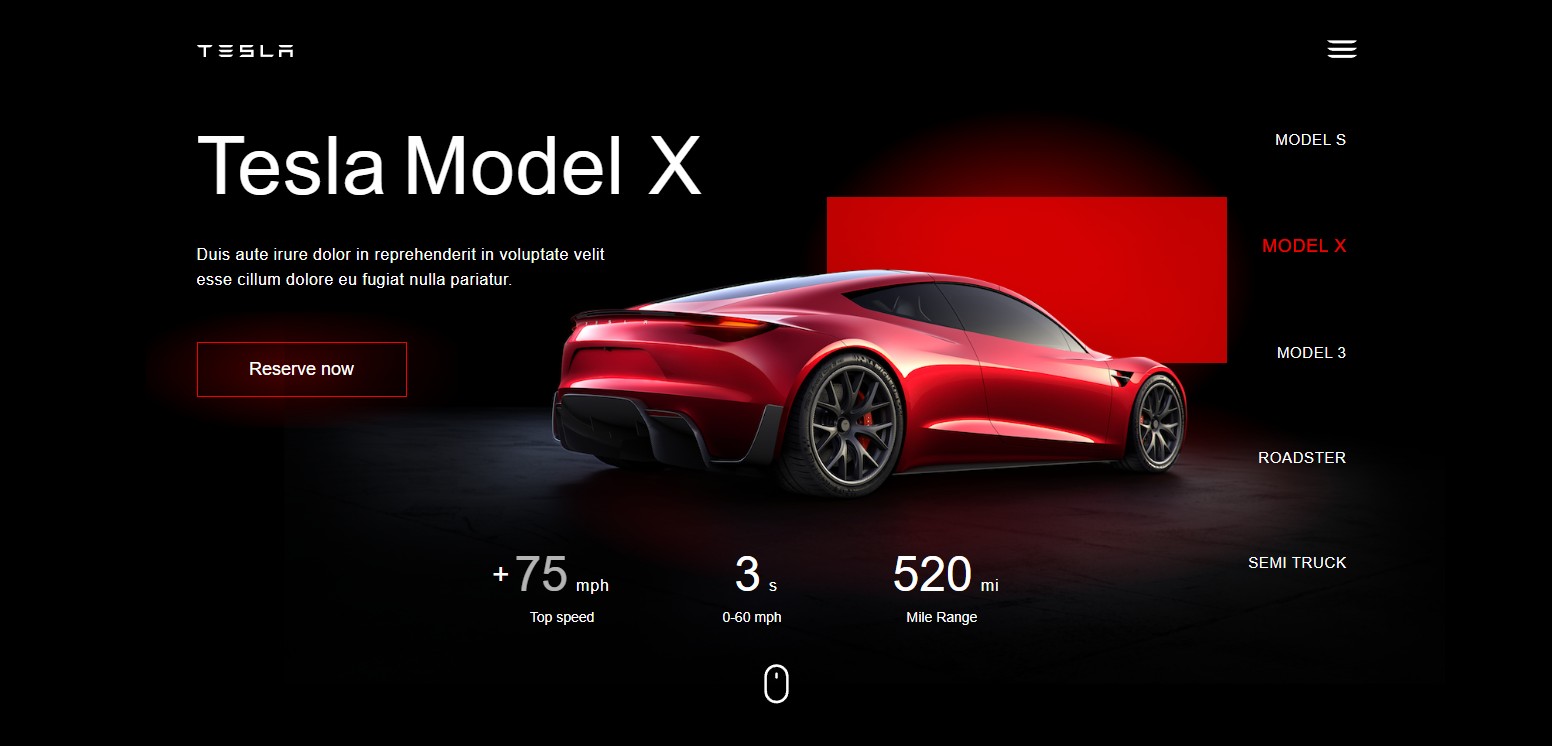 TESLA
Tesla Model X
Duis aute irure dolor in reprehenderit in voluptate velit
esse cillum dolore eu fugiat nulla pariatur.
Reserve now
MODEL S
MODEL X
MODEL 3
ROADSTER
SEMI TRUCK
+75 mph
Top speed
3 s
0-60 mph
520 mi
Mile Range